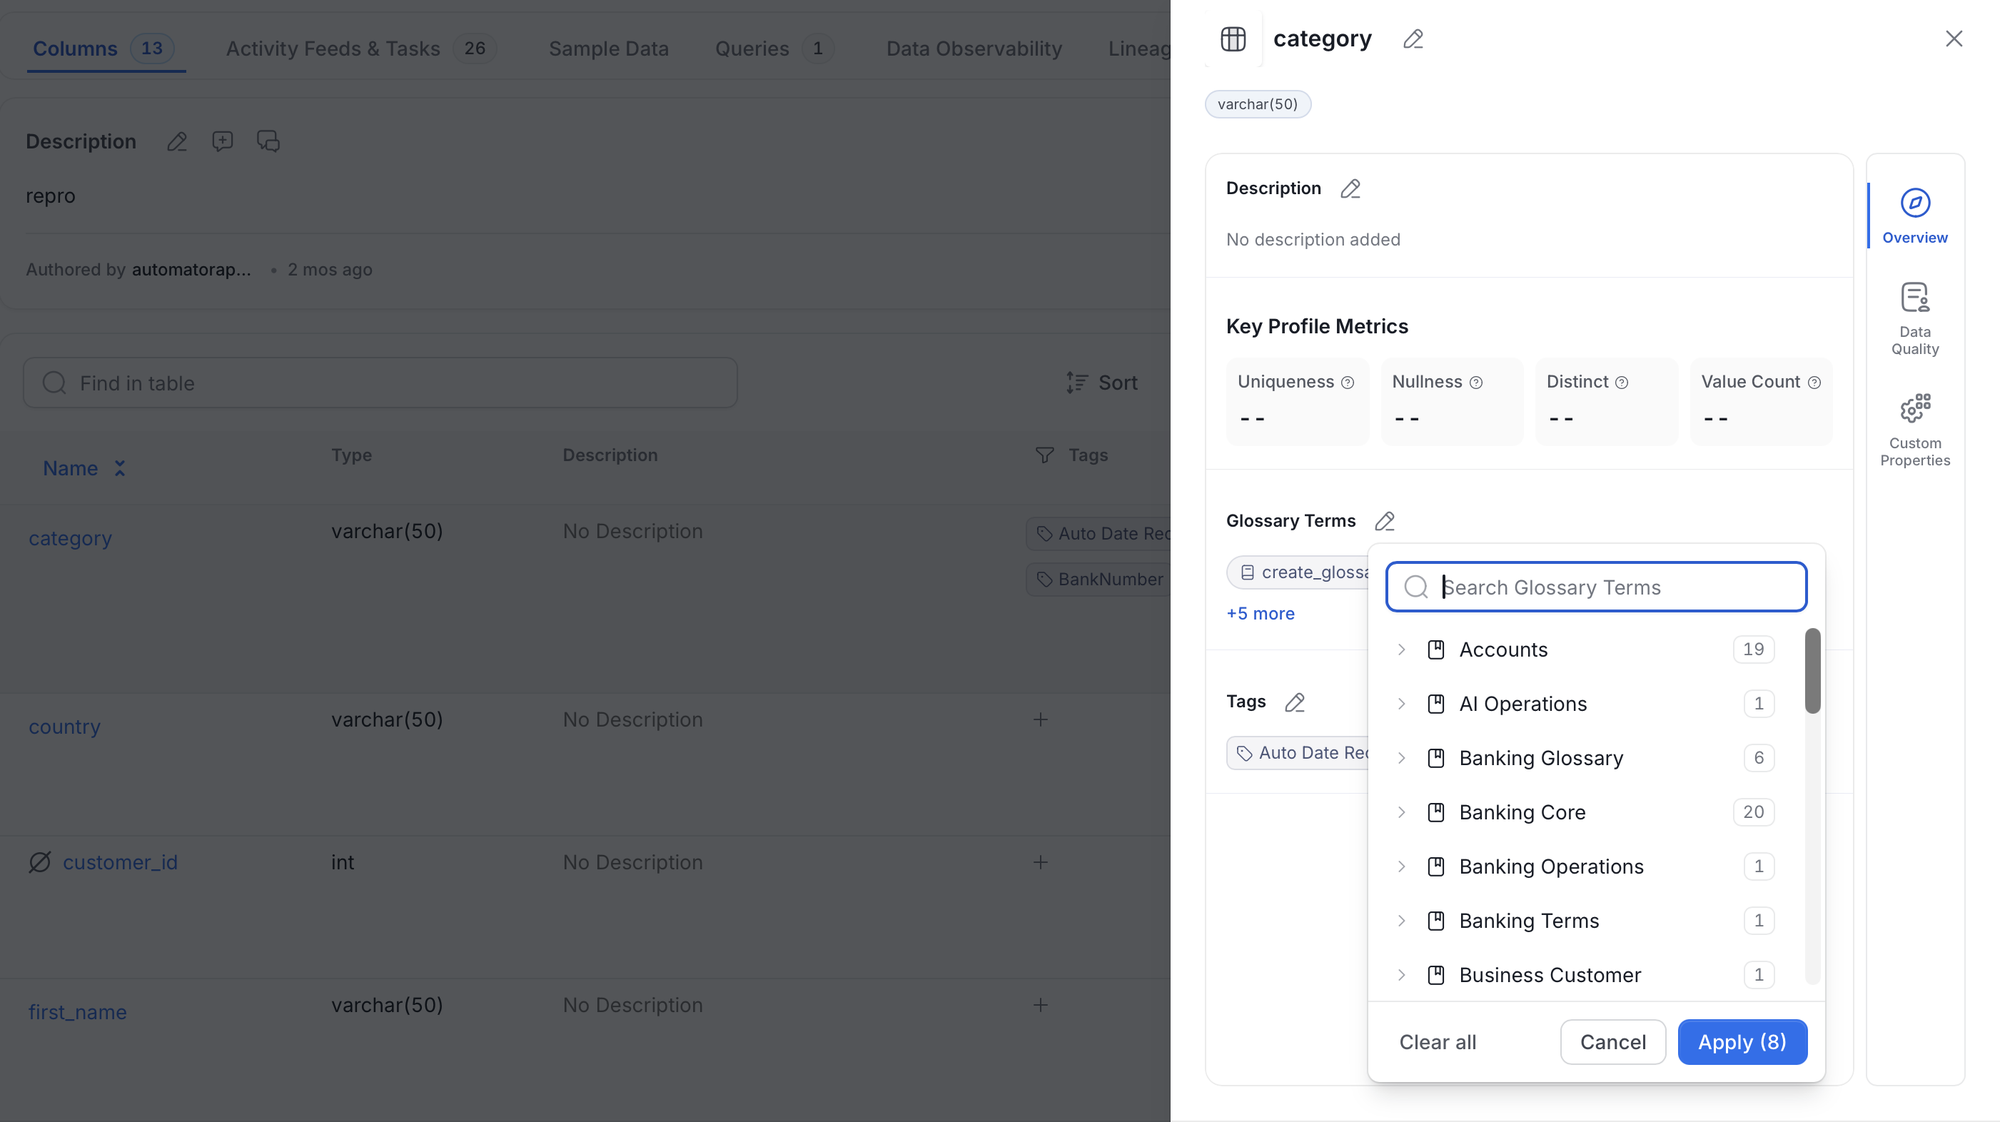 Columns 13 Activity Feeds & Tasks 26 Sample Data Queries 1 Data Observability Lineag
Description
repro
Authored by automatorap... • 2 mos ago
Find in table
Sort
Name Type Description Tags
category varchar(50) No Description Auto Date Rec
BankNumber
country varchar(50) No Description
customer_id int No Description
first_name varchar(50) No Description
category
varchar(50)
Description
No description added
Key Profile Metrics
Uniqueness Nullness Distinct Value Count
-- -- -- --
Glossary Terms
create_glossa
+5 more
Tags
Auto Date Rec
Search Glossary Terms
Accounts 19
AI Operations 1
Banking Glossary 6
Banking Core 20
Banking Operations 1
Banking Terms 1
Business Customer 1
Clear all Cancel Apply (8)
Overview
Data
Quality
Custom
Properties